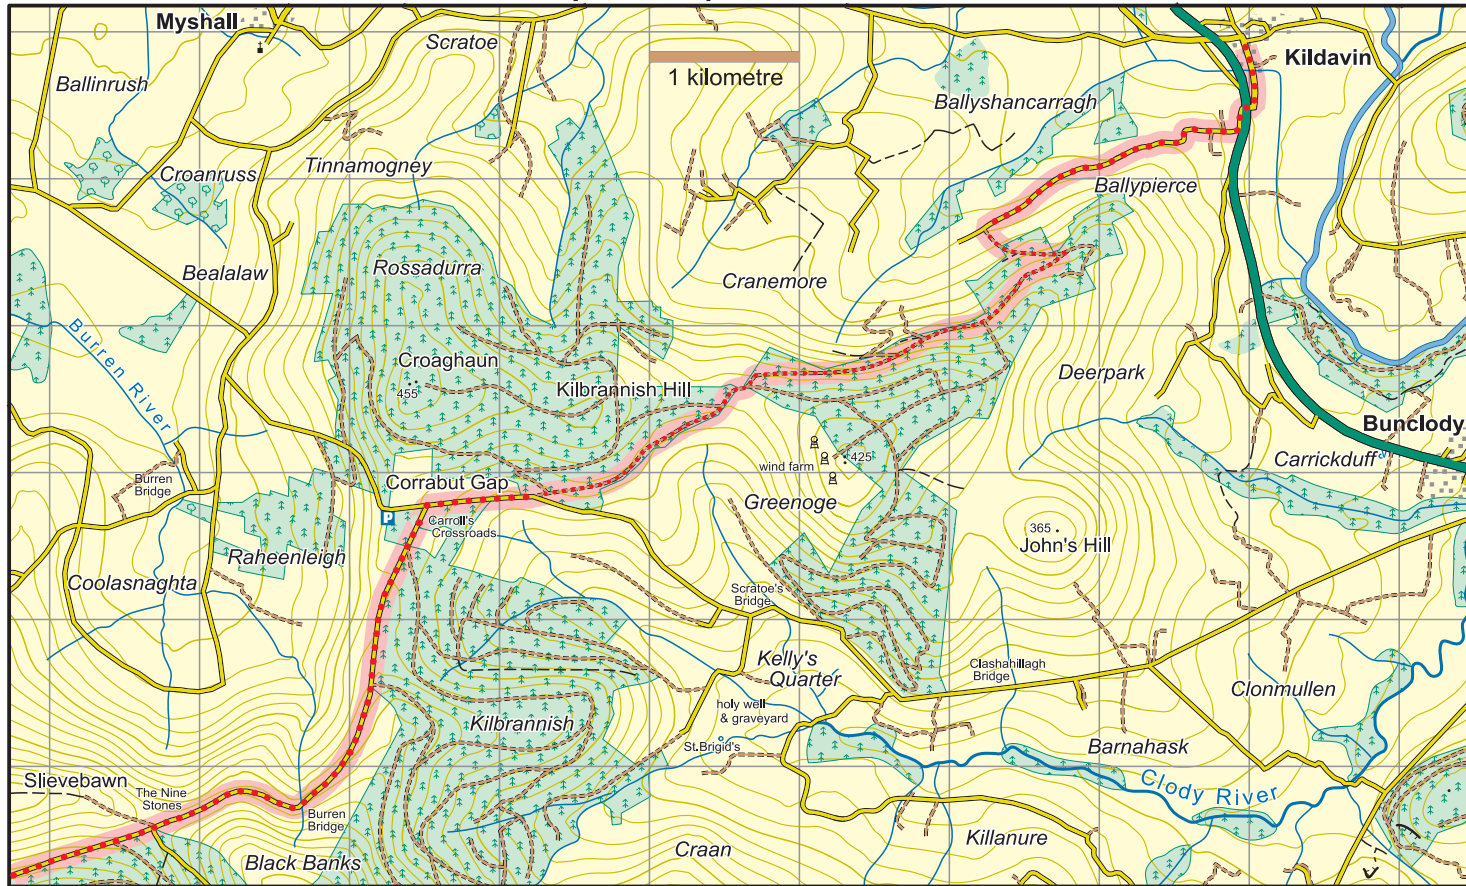 Myshall
Scratoe
Kildavin
1 kilometre
Ballinrush
Ballyshancarragh
Tinnamogney
Croanruss
Ballypierce
Bealalaw
Rossadurra
Cranemore
Burren River
Croaghaun
455
Kilbrannish Hill
Deerpark
Bunclody
wind farm
425
Carrickduff
Burren
Bridge
Corrabut Gap
Greenoge
P
Carroll's
Crossroads
365
John's Hill
Raheenleigh
Coolasnaghta
Scratoe's
Bridge
Kelly's
Quarter
Clashahillagh
Bridge
Clonmullen
holy well
& graveyard
Kilbrannish
St.Brigid's
Barnahask
Slievebawn
The Nine
Stones
Clody River
Burren
Bridge
Killanure
Craan
Black Banks